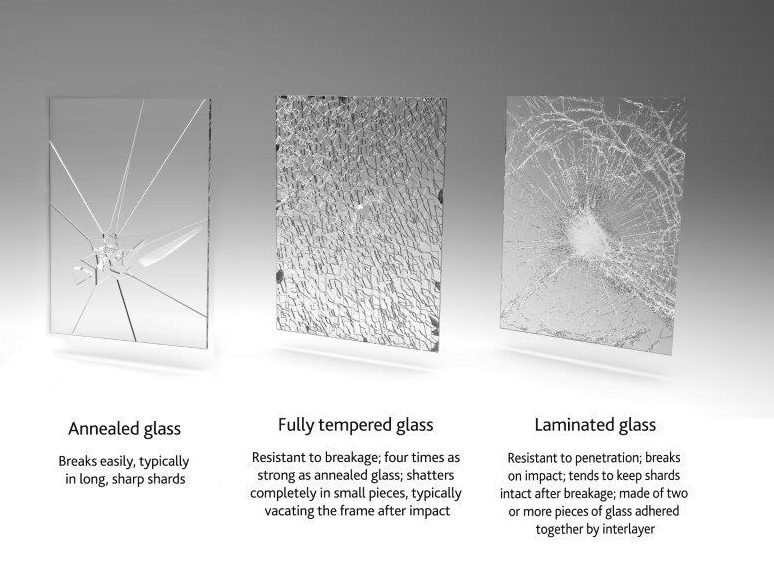 Annealed glass
Breaks easily, typically
in long, sharp shards
Fully tempered glass
Resistant to breakage; four times as
strong as annealed glass; shatters
completely in small pieces, typically
vacating the frame after impact
Laminated glass
Resistant to penetration; breaks
on impact; tends to keep shards
intact after breakage; made of two
or more pieces of glass adhered
together by interlayer